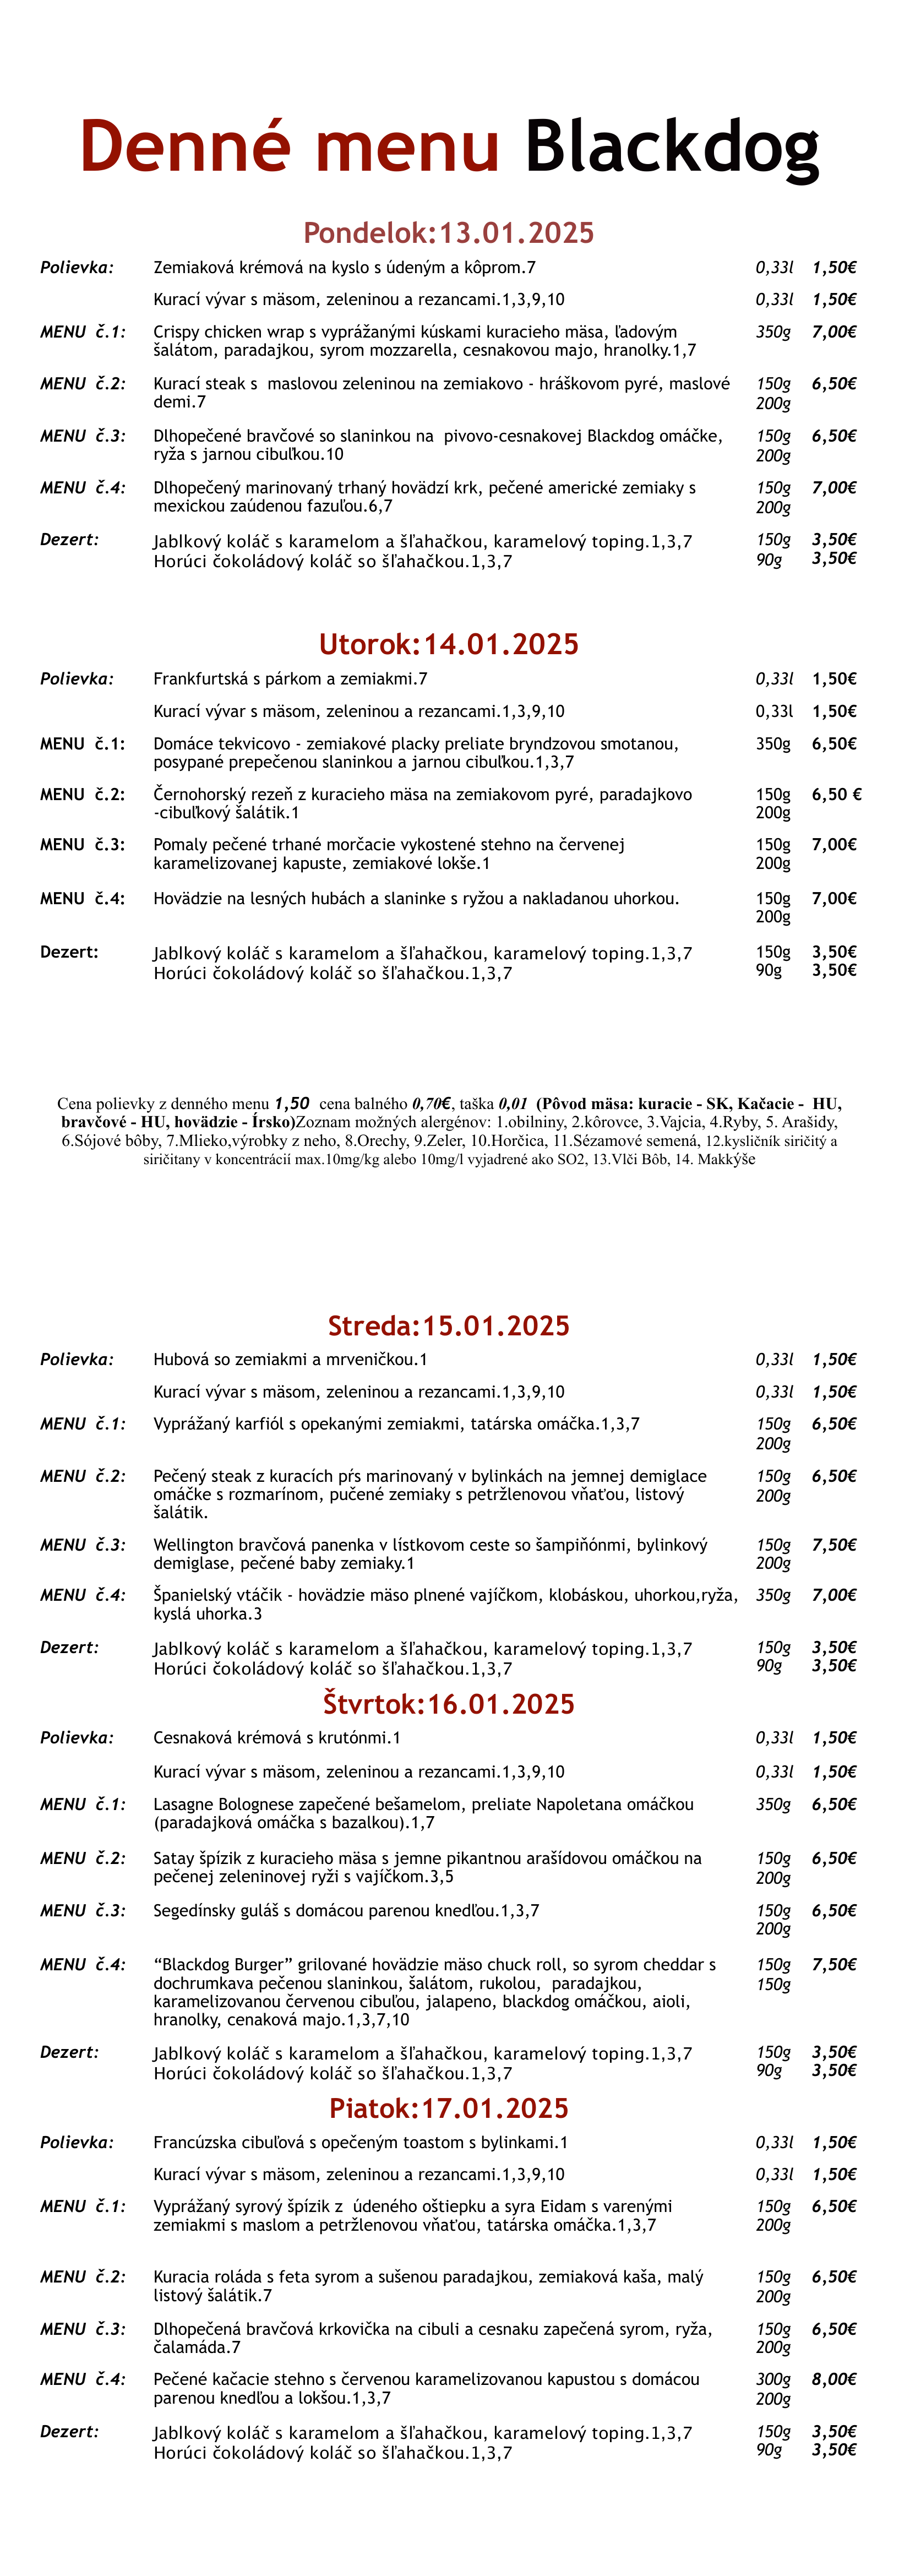 Denné menu Blackdog
Pondelok:13.01.2025
Polievka: Zemiaková krémová na kyslo s údeným a kôprom.7 0,33l 1,50€
Kurací vývar s mäsom, zeleninou a rezancami.1,3,9,10 0,33l 1,50€
MENU č.1: Crispy chicken wrap s vyprážanými kúskami kuracieho mäsa, ľadovým 350g 7,00€
šalátom, paradajkou, syrom mozzarella, cesnakovou majo, hranolky.1,7
MENU č.2: Kurací steak s maslovou zeleninou na zemiakovo - hráškovom pyré, maslové 150g 6,50€
demi.7 200g
MENU č.3: Dlhopečené bravčové so slaninkou na pivovo-cesnakovej Blackdog omáčke, 150g 6,50€
ryža s jarnou cibuľkou.10 200g
MENU č.4: Dlhopečený marinovaný trhaný hovädzí krk, pečené americké zemiaky s 150g 7,00€
mexickou zaúdenou fazuľou.6,7 200g
Dezert: Jablkový koláč s karamelom a šľahačkou, karamelový toping.1,3,7 150g 3,50€
Horúci čokoládový koláč so šľahačkou.1,3,7 90g 3,50€
Utorok:14.01.2025
Polievka: Frankfurtská s párkom a zemiakmi.7 0,33l 1,50€
Kurací vývar s mäsom, zeleninou a rezancami.1,3,9,10 0,33l 1,50€
MENU č.1: Domáce tekvicovo - zemiakové placky preliate bryndzovou smotanou, 350g 6,50€
posypané prepečenou slaninkou a jarnou cibuľkou.1,3,7
MENU č.2: Černohorský rezeň z kuracieho mäsa na zemiakovom pyré, paradajkovo 150g 6,50 €
-cibuľkový šalátik.1 200g
MENU č.3: Pomaly pečené trhané morčacie vykostené stehno na červenej 150g 7,00€
karamelizovanej kapuste, zemiakové lokše.1 200g
MENU č.4: Hovädzie na lesných hubách a slaninke s ryžou a nakladanou uhorkou. 150g 7,00€
200g
Dezert: Jablkový koláč s karamelom a šľahačkou, karamelový toping.1,3,7 150g 3,50€
Horúci čokoládový koláč so šľahačkou.1,3,7 90g 3,50€
Cena polievky z denného menu 1,50 cena balného 0,70€, taška 0,01 (Pôvod mäsa: kuracie - SK, Kačacie - HU,
bravčové - HU, hovädzie - Írsko)Zoznam možných alergénov: 1.obilniny, 2.kôrovce, 3.Vajcia, 4.Ryby, 5. Arašidy,
6.Sójové bôby, 7.Mlieko,výrobky z neho, 8.Orechy, 9.Zeler, 10.Horčica, 11.Sézamové semená, 12.kysličník siričitý a
siričitany v koncentrácií max.10mg/kg alebo 10mg/l vyjadrené ako SO2, 13.Vlči Bôb, 14. Makkýše
Streda:15.01.2025
Polievka: Hubová so zemiakmi a mrveničkou.1 0,33l 1,50€
Kurací vývar s mäsom, zeleninou a rezancami.1,3,9,10 0,33l 1,50€
MENU č.1: Vyprážaný karfiól s opekanými zemiakmi, tatárska omáčka.1,3,7 150g 6,50€
200g
MENU č.2: Pečený steak z kuracích pŕs marinovaný v bylinkách na jemnej demiglace 150g 6,50€
omáčke s rozmarínom, pučené zemiaky s petržlenovou vňaťou, listový 200g
šalátik.
MENU č.3: Wellington bravčová panenka v lístkovom ceste so šampiňónmi, bylinkový 150g 7,50€
demiglase, pečené baby zemiaky.1 200g
MENU č.4: Španielský vtáčik - hovädzie mäso plnené vajíčkom, klobáskou, uhorkou,ryža, 350g 7,00€
kyslá uhorka.3
Dezert: Jablkový koláč s karamelom a šľahačkou, karamelový toping.1,3,7 150g 3,50€
Horúci čokoládový koláč so šľahačkou.1,3,7 90g 3,50€
Štvrtok:16.01.2025
Polievka: Cesnaková krémová s krutónmi.1 0,33l 1,50€
Kurací vývar s mäsom, zeleninou a rezancami.1,3,9,10 0,33l 1,50€
MENU č.1: Lasagne Bolognese zapečené bešamelom, preliate Napoletana omáčkou 350g 6,50€
(paradajková omáčka s bazalkou).1,7
MENU č.2: Satay špízik z kuracieho mäsa s jemne pikantnou arašídovou omáčkou na 150g 6,50€
pečenej zeleninovej ryži s vajíčkom.3,5 200g
MENU č.3: Segedínsky guláš s domácou parenou knedľou.1,3,7 150g 6,50€
200g
MENU č.4: “Blackdog Burger” grilované hovädzie mäso chuck roll, so syrom cheddar s 150g 7,50€
dochrumkava pečenou slaninkou, šalátom, rukolou, paradajkou, 150g
karamelizovanou červenou cibuľou, jalapeno, blackdog omáčkou, aioli,
hranolky, cenaková majo.1,3,7,10
Dezert: Jablkový koláč s karamelom a šľahačkou, karamelový toping.1,3,7 150g 3,50€
Horúci čokoládový koláč so šľahačkou.1,3,7 90g 3,50€
Piatok:17.01.2025
Polievka: Francúzska cibuľová s opečeným toastom s bylinkami.1 0,33l 1,50€
Kurací vývar s mäsom, zeleninou a rezancami.1,3,9,10 0,33l 1,50€
MENU č.1: Vyprážaný syrový špízik z údeného oštiepku a syra Eidam s varenými 150g 6,50€
zemiakmi s maslom a petržlenovou vňaťou, tatárska omáčka.1,3,7 200g
MENU č.2: Kuracia roláda s feta syrom a sušenou paradajkou, zemiaková kaša, malý 150g 6,50€
listový šalátik.7 200g
MENU č.3: Dlhopečená bravčová krkovička na cibuli a cesnaku zapečená syrom, ryža, 150g 6,50€
čalamáda.7 200g
MENU č.4: Pečené kačacie stehno s červenou karamelizovanou kapustou s domácou 300g 8,00€
parenou knedľou a lokšou.1,3,7 200g
Dezert: Jablkový koláč s karamelom a šľahačkou, karamelový toping.1,3,7 150g 3,50€
Horúci čokoládový koláč so šľahačkou.1,3,7 90g 3,50€